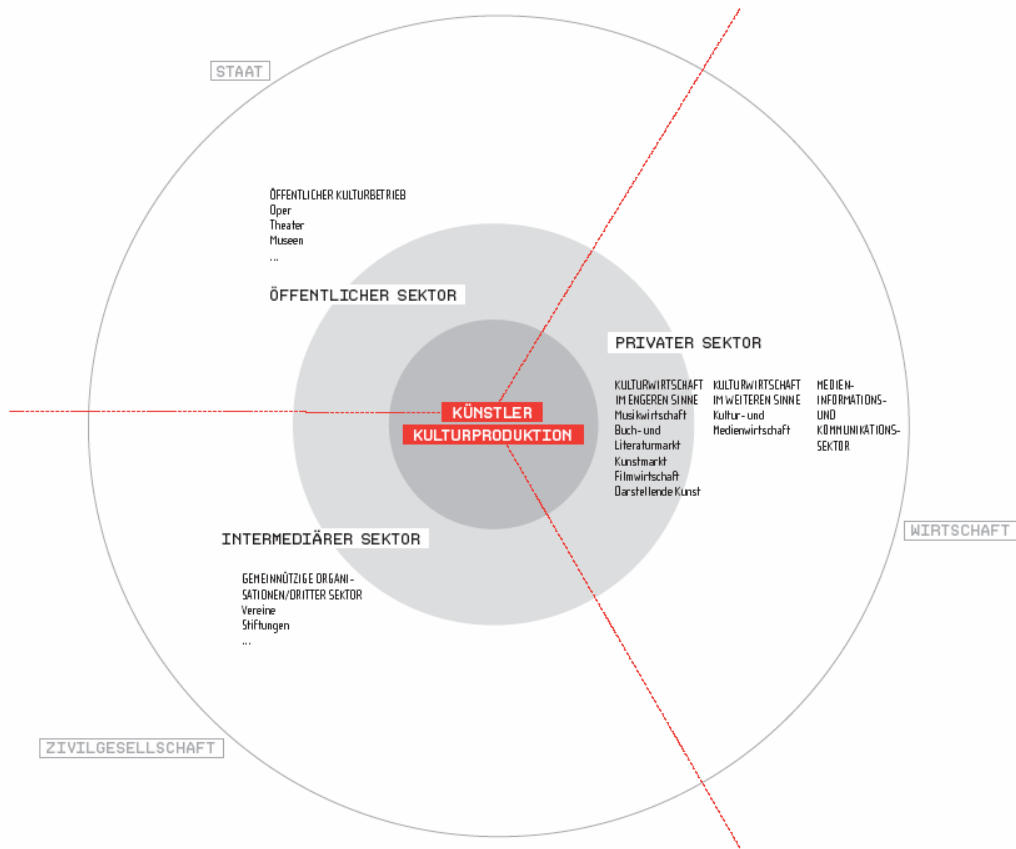 STAAT
ÖFFENTLICHER KULTURBETRIEB
Oper
Theater
Museen
...
ÖFFENTLICHER SEKTOR
PRIVATER SEKTOR
KULTURWIRTSCHAFT
IM ENGEREN SINNE
Musikwirtschaft
Buch- und
Literaturmarkt
Kunstmarkt
Filmwirtschaft
Darstellende Kunst
KULTURWIRTSCHAFT
IM WEITEREN SINNE
Kultur- und
Medienwirtschaft
MEDIEN-
INFORMATIONS-
UND
KOMMUNIKATIONS-
SEKTOR
KÜNSTLER
KULTURPRODUKTION
WIRTSCHAFT
INTERMEDIÄRER SEKTOR
GEMEINNÜTZIGE ORGANI-
SATIONEN/DRITTER SEKTOR
Vereine
Stiftungen
...
ZIVILGESELLSCHAFT